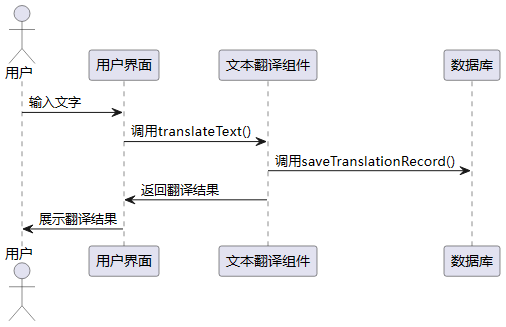 用户
用户界面
文本翻译组件
数据库
输入文字
调用translateText()
调用saveTranslationRecord()
返回翻译结果
展示翻译结果
用户
用户界面
文本翻译组件
数据库